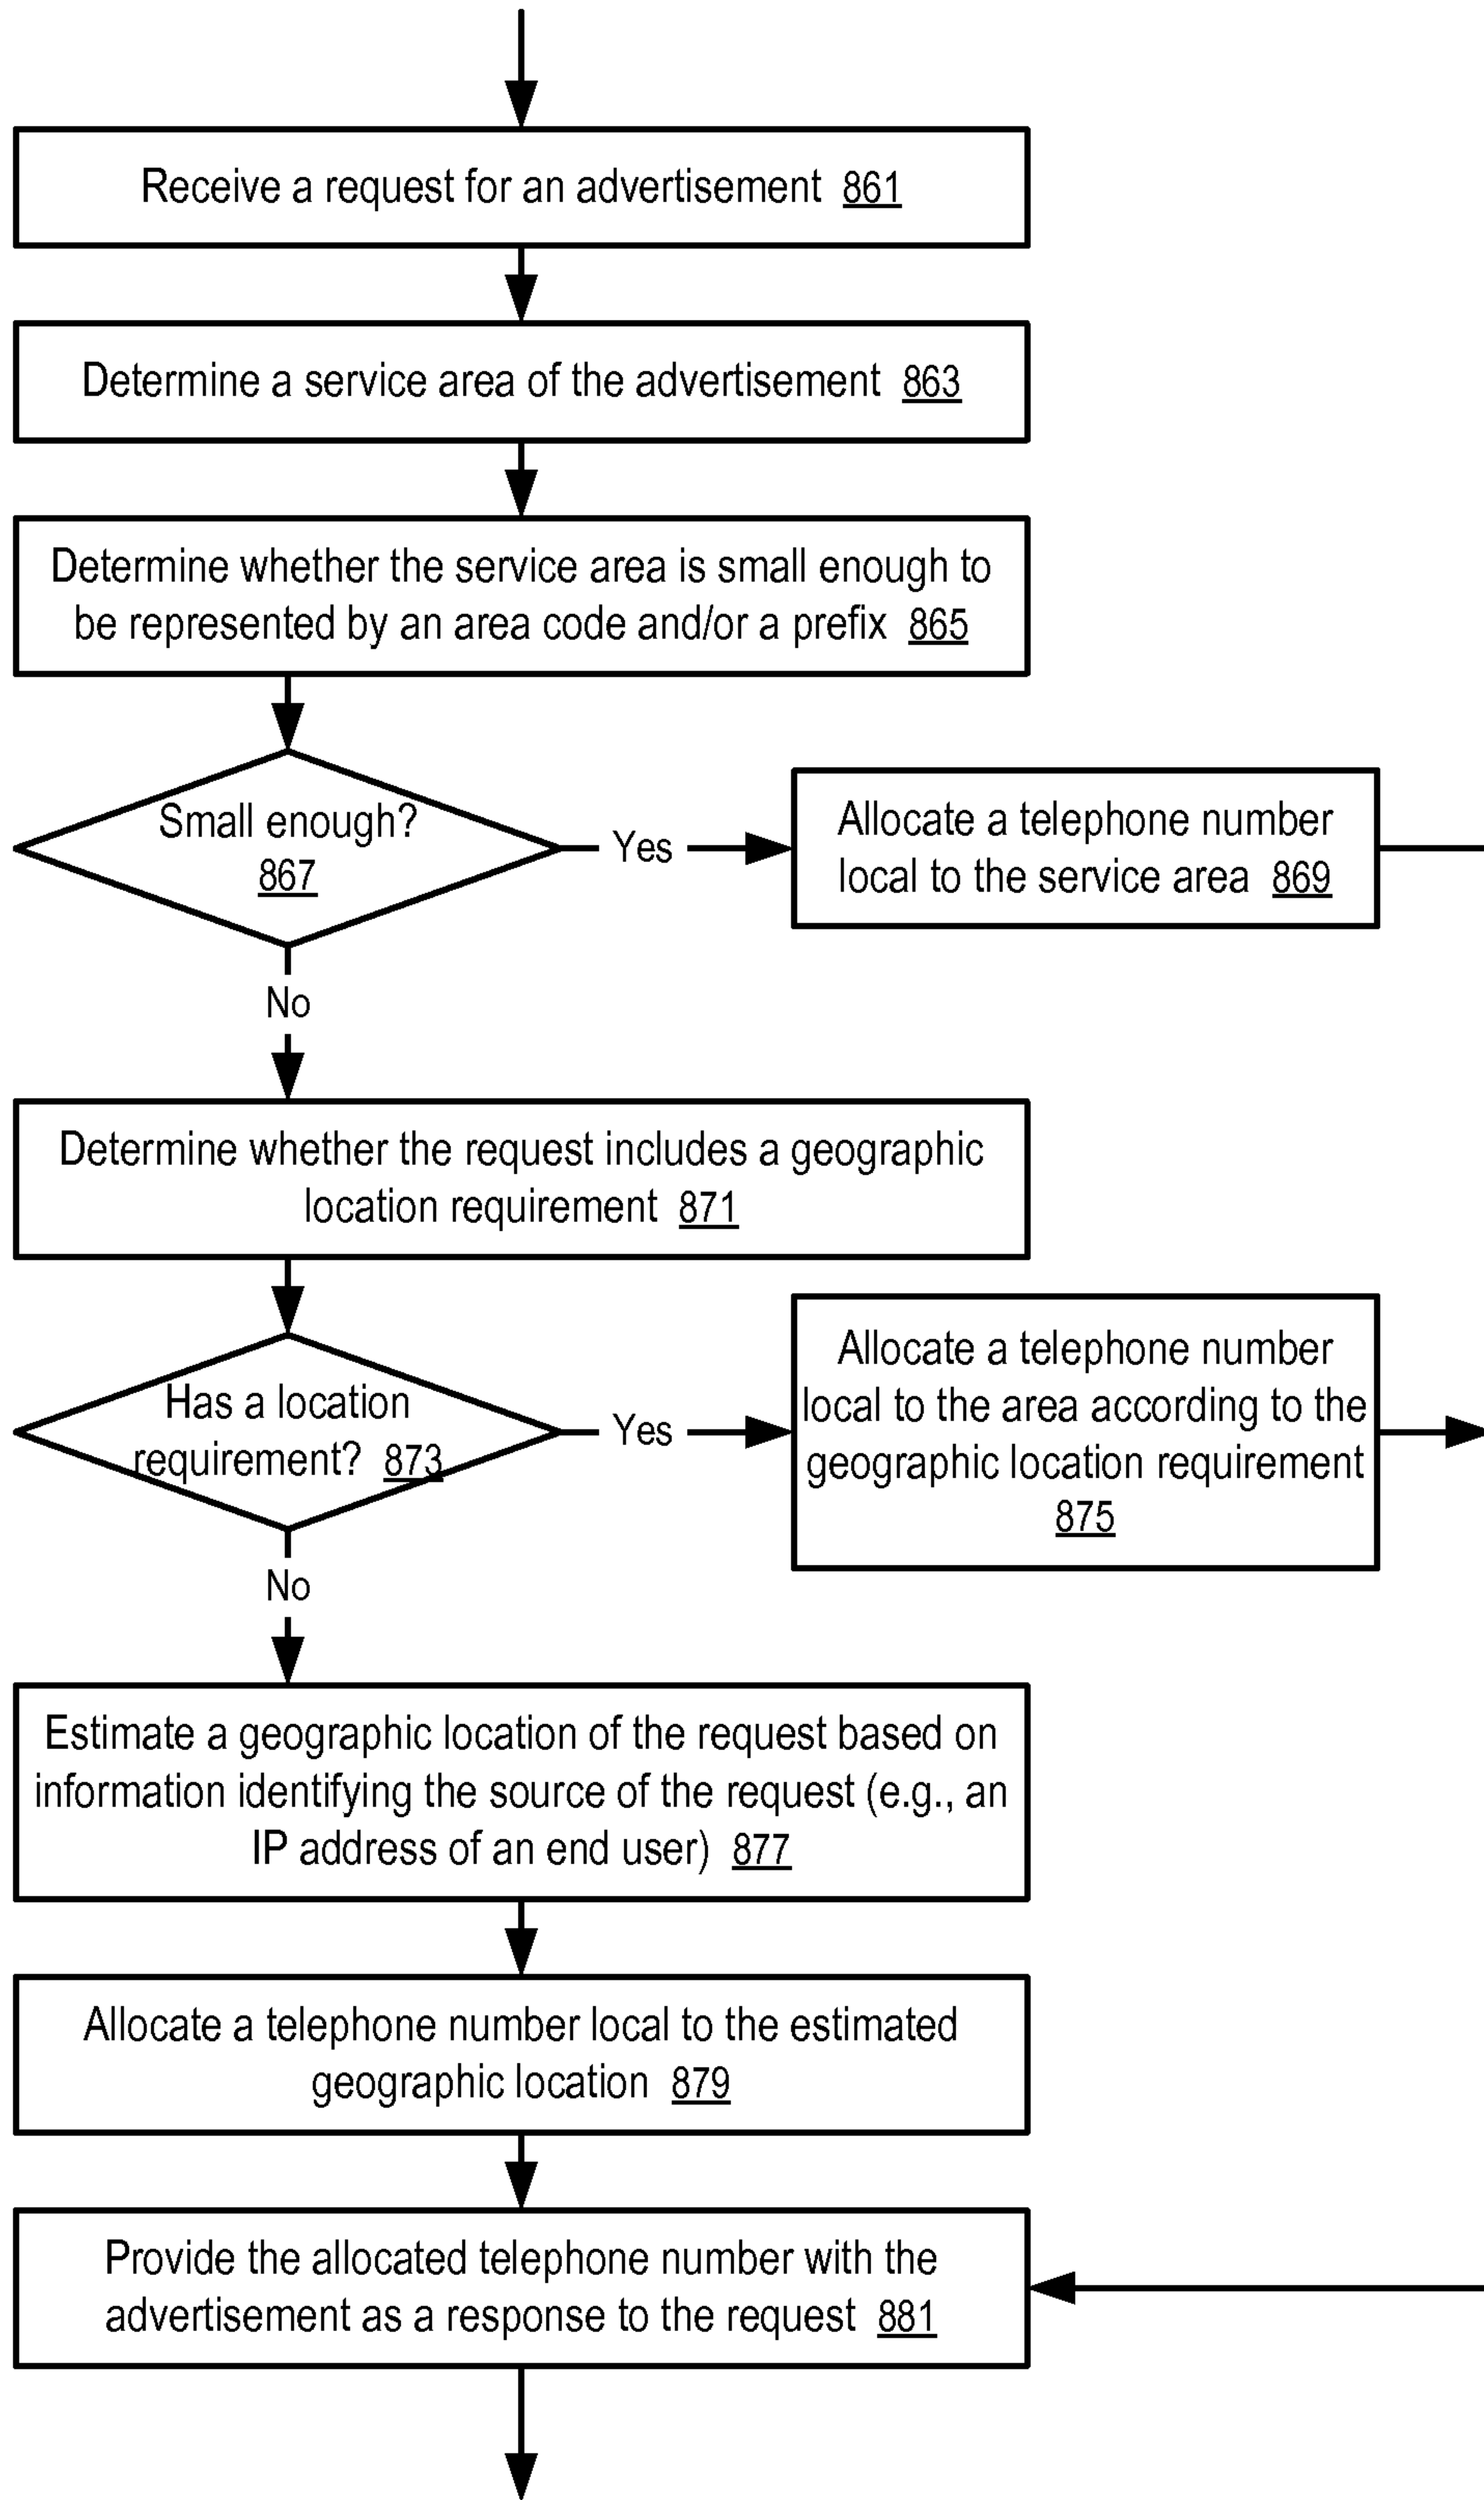 Receive a request for an advertisement 861
Determine a service area of the advertisement 863
Determine whether the service area is small enough to
be represented by an area code and/or a prefix 865
Small enough?
867
Yes
Allocate a telephone number
local to the service area 869
No
Determine whether the request includes a geographic
location requirement 871
Has a location
requirement? 873
Yes
Allocate a telephone number
local to the area according to the
geographic location requirement
875
No
Estimate a geographic location of the request based on
information identifying the source of the request (e.g., an
IP address of an end user) 877
Allocate a telephone number local to the estimated
geographic location 879
Provide the allocated telephone number with the
advertisement as a response to the request 881